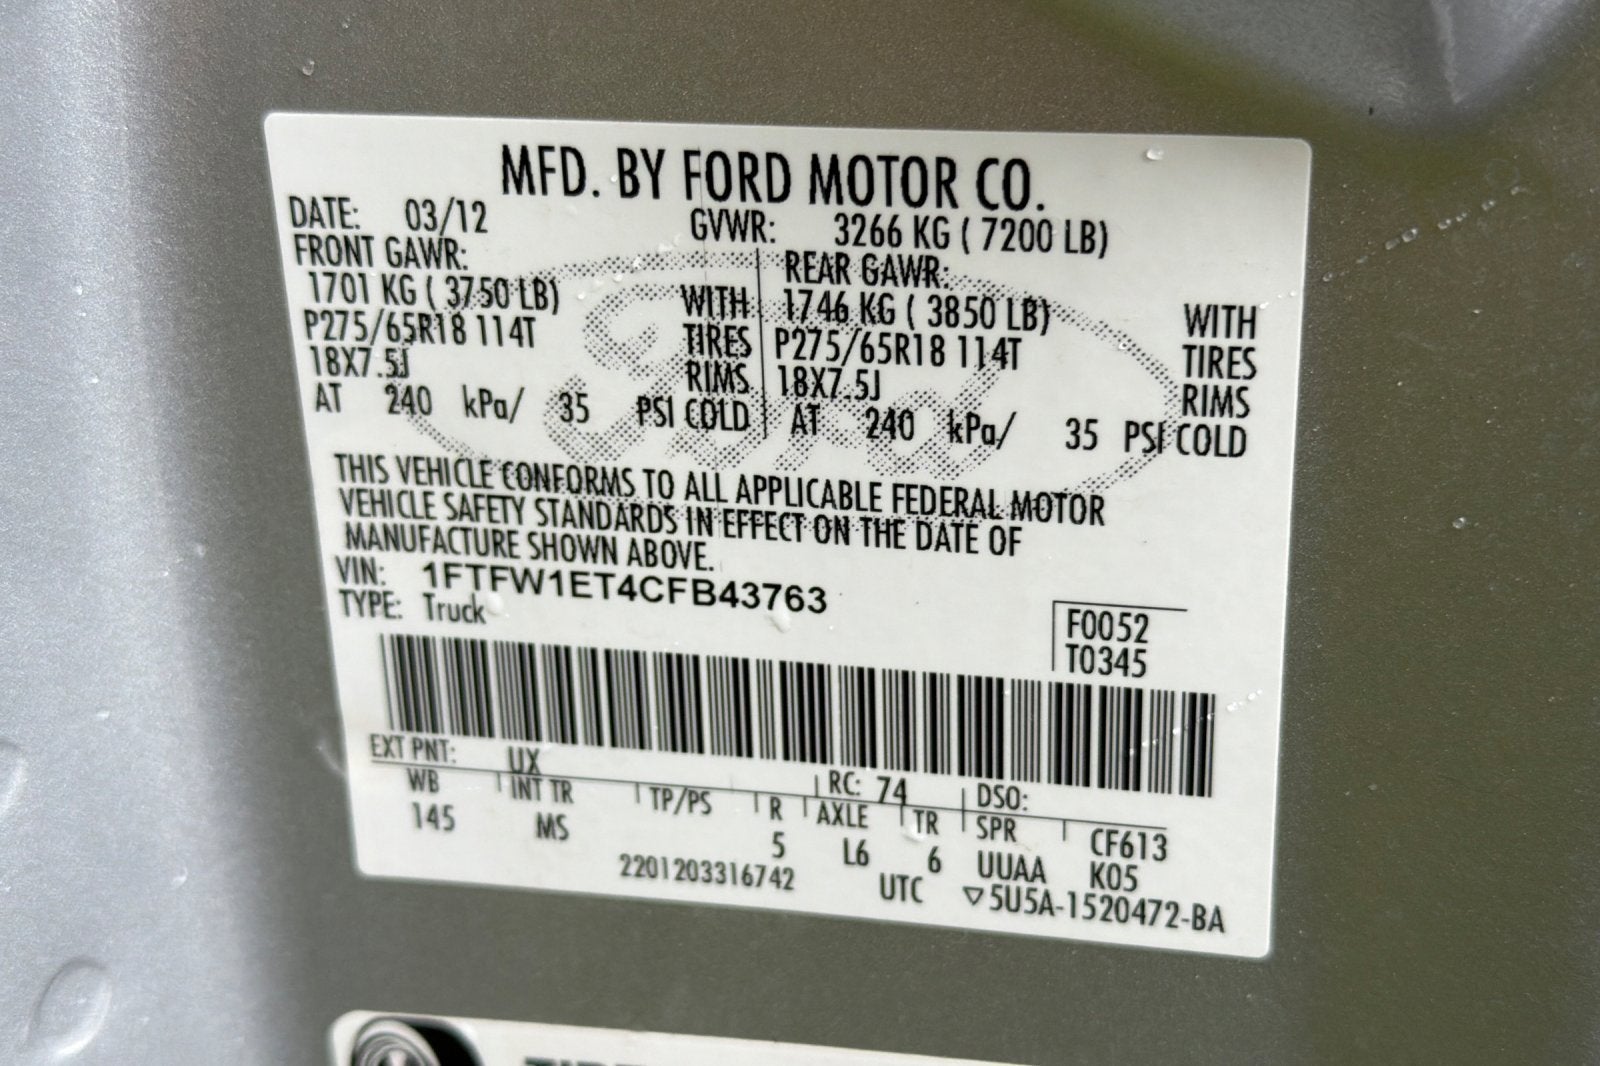 MFD. BY FORD MOTOR CO.
DATE: 03/12 GVWR: 3266 KG ( 7200 LB)
FRONT GAWR: REAR GAWR:
1701 KG ( 3750 LB) WITH 1746 KG ( 3850 LB) WITH
P275/65R18 114T TIRES P275/65R18 114T TIRES
18X7.5J RIMS 18X7.5J RIMS
AT 240 kPa/ 35 PSI COLD AT 240 kPa/ 35 PSI COLD
Ford
THIS VEHICLE CONFORMS TO ALL APPLICABLE FEDERAL MOTOR
VEHICLE SAFETY STANDARDS IN EFFECT ON THE DATE OF
MANUFACTURE SHOWN ABOVE.
VIN: 1FTFW1ET4CFB43763
TYPE: Truck
F0052
T0345
EXT PNT: UX RC: 74 DSO:
WB INT TR TP/PS R AXLE TR SPR CF613
145 MS 5 L6 6 UUAA K05
2201203316742 UTC ▽5U5A-1520472-BA